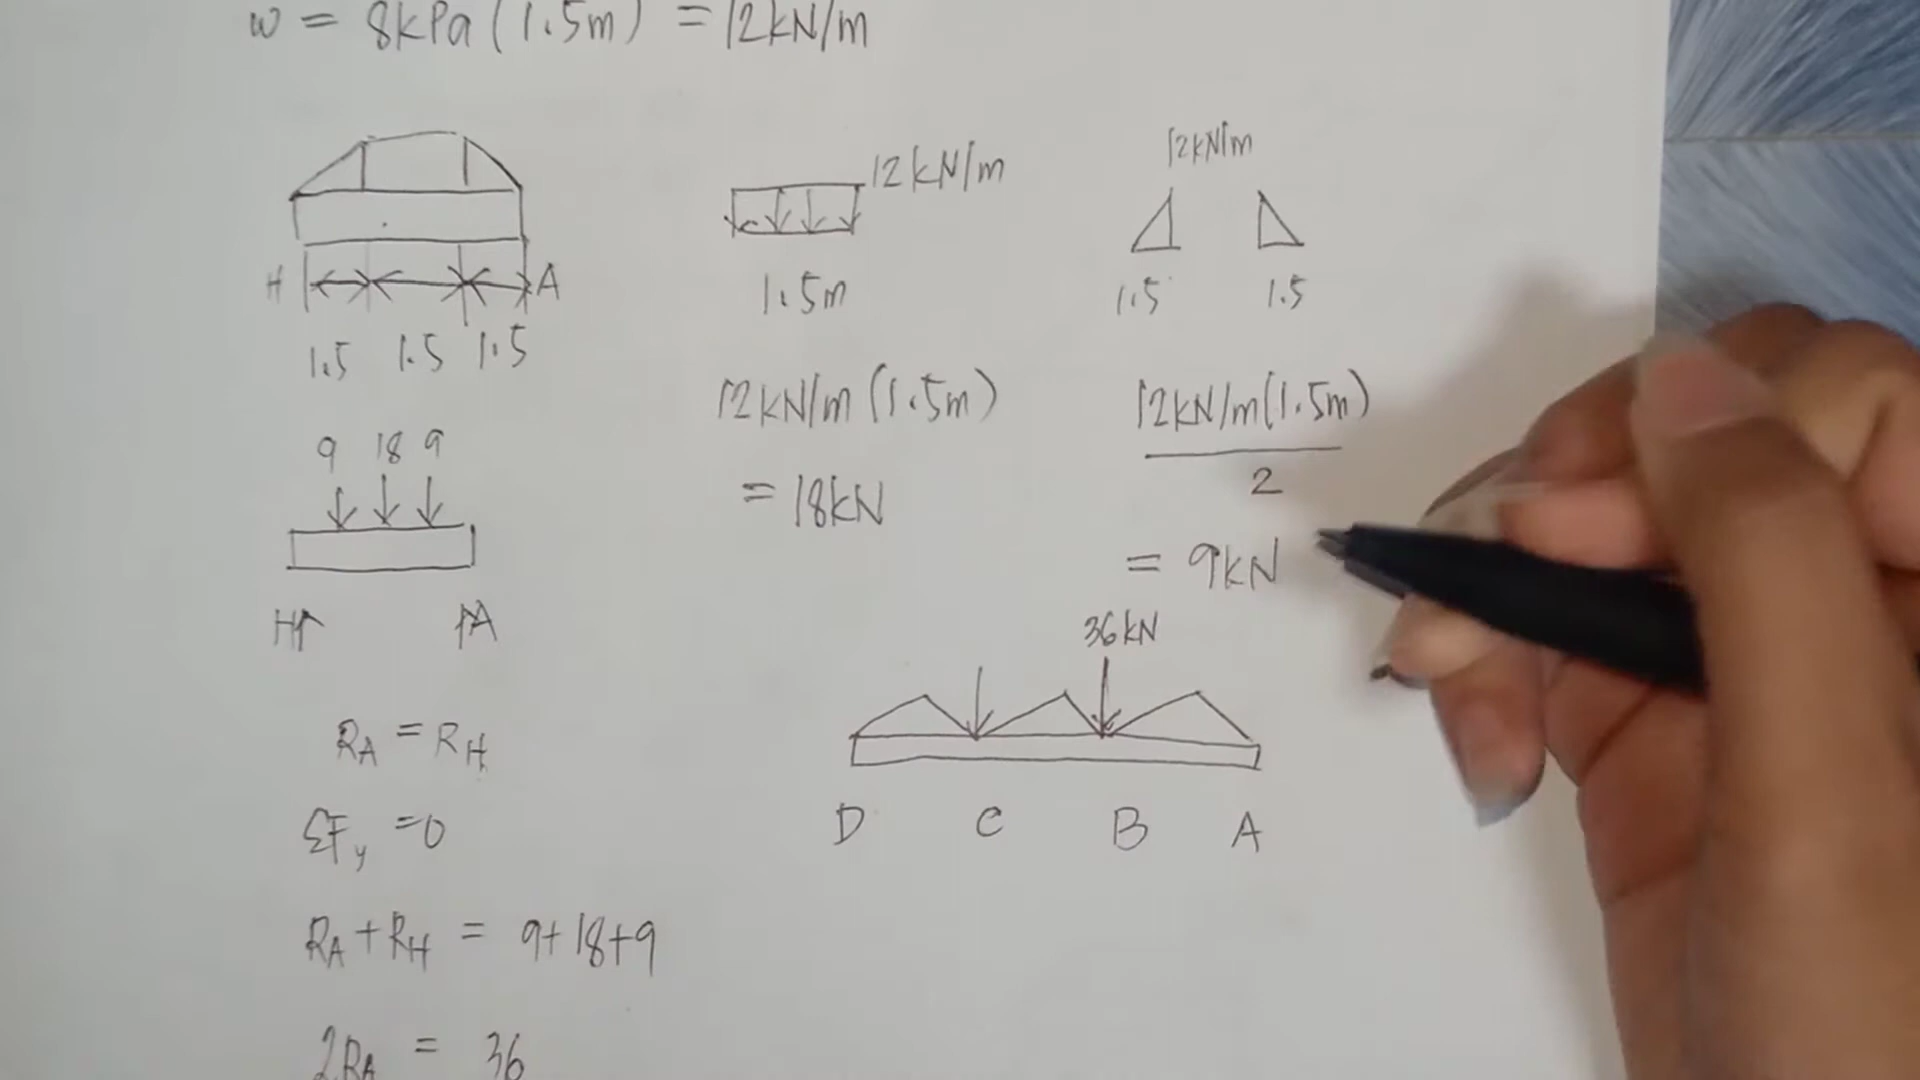 w = 8kPa (1.5m) = 12kN/m
12kN/m
12kN/m
H A
1.5 1.5 1.5
1.5m
1.5 1.5
12kN/m (1.5m)
= 18kN
12kN/m(1.5m)
2
= 9kN
9 18 9
H A
36kN
D C B A
RA = RH
ΣFy = 0
RA + RH = 9+18+9
2RA = 36